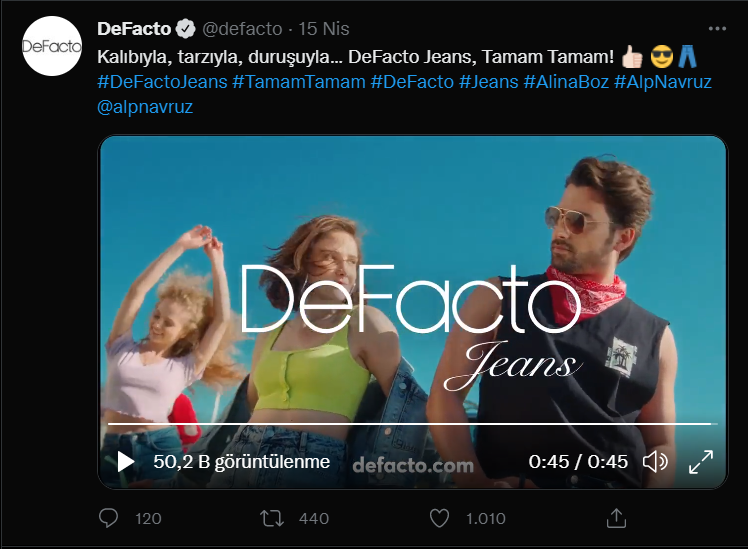 DeFacto @defacto · 15 Nis
DeFacto
Kalıbıyla, tarzıyla, duruşuyla... DeFacto Jeans, Tamam Tamam! 👍🏻 😎👖
#DeFactoJeans #TamamTamam #DeFacto #Jeans #AlinaBoz #AlpNavruz
@alpnavruz
DeFacto
Jeans
50,2 B görüntülenme
defacto.com
0:45 / 0:45
120
440
1.010